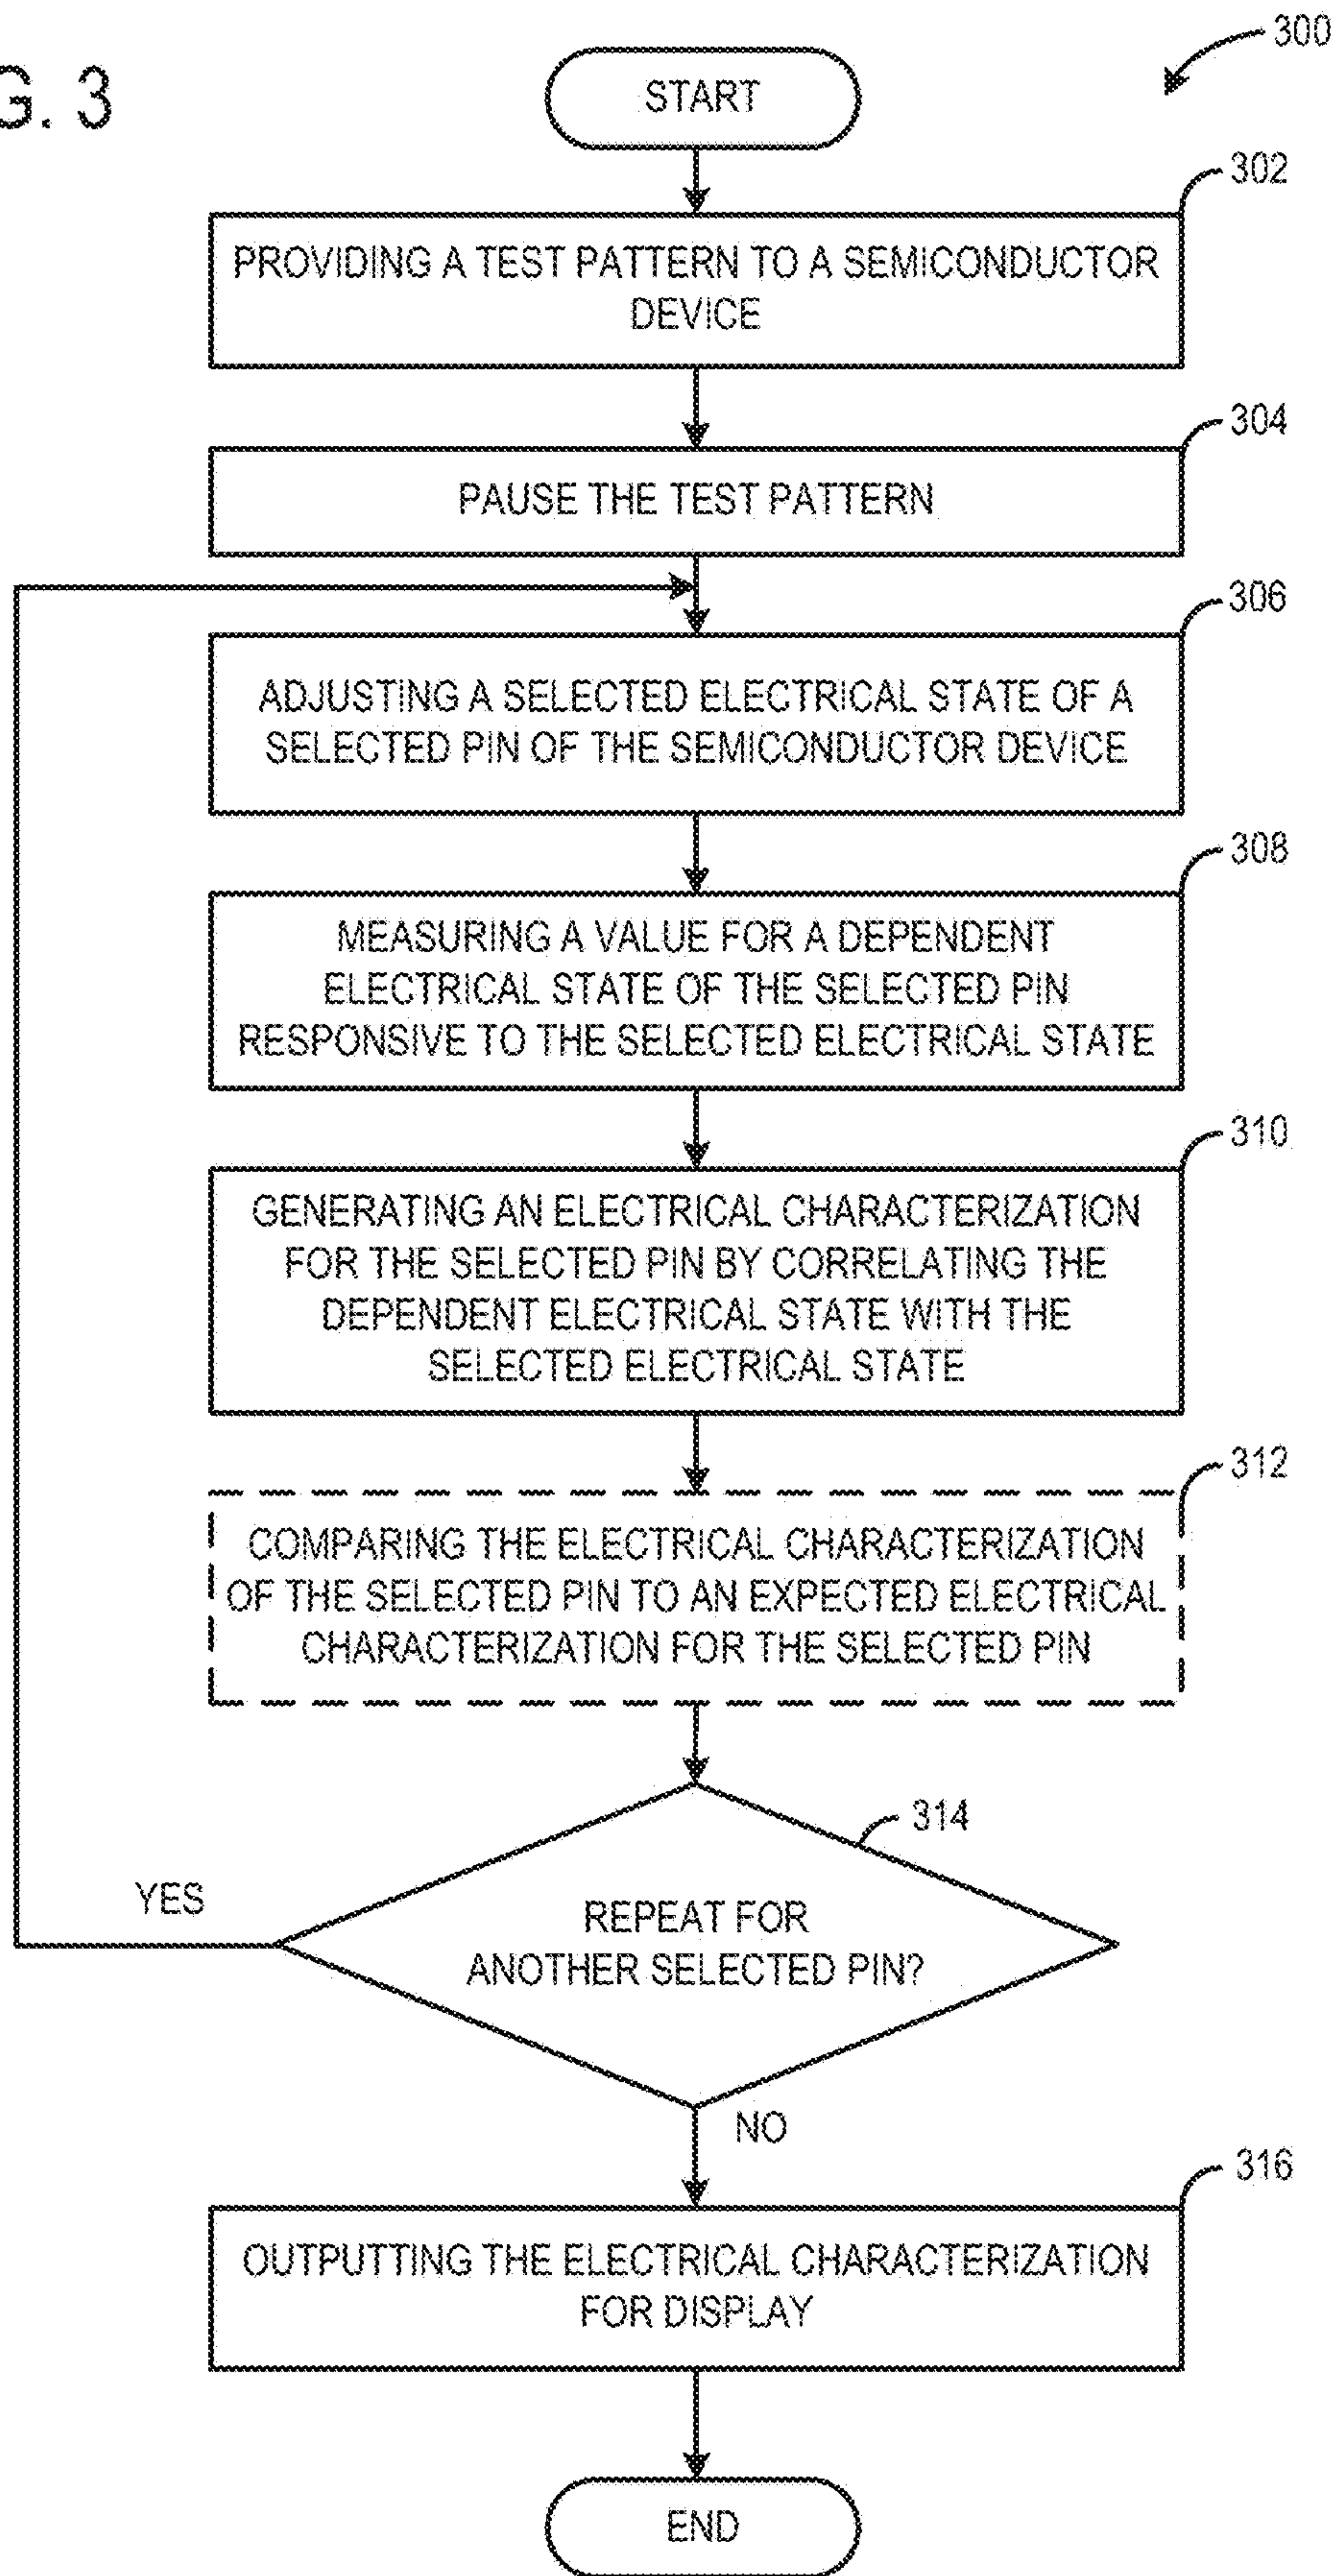 G. 3
300
START
302
PROVIDING A TEST PATTERN TO A SEMICONDUCTOR
DEVICE
304
PAUSE THE TEST PATTERN
306
ADJUSTING A SELECTED ELECTRICAL STATE OF A
SELECTED PIN OF THE SEMICONDUCTOR DEVICE
308
MEASURING A VALUE FOR A DEPENDENT
ELECTRICAL STATE OF THE SELECTED PIN
RESPONSIVE TO THE SELECTED ELECTRICAL STATE
310
GENERATING AN ELECTRICAL CHARACTERIZATION
FOR THE SELECTED PIN BY CORRELATING THE
DEPENDENT ELECTRICAL STATE WITH THE
SELECTED ELECTRICAL STATE
312
COMPARING THE ELECTRICAL CHARACTERIZATION
OF THE SELECTED PIN TO AN EXPECTED ELECTRICAL
CHARACTERIZATION FOR THE SELECTED PIN
314
YES
REPEAT FOR
ANOTHER SELECTED PIN?
NO
316
OUTPUTTING THE ELECTRICAL CHARACTERIZATION
FOR DISPLAY
END